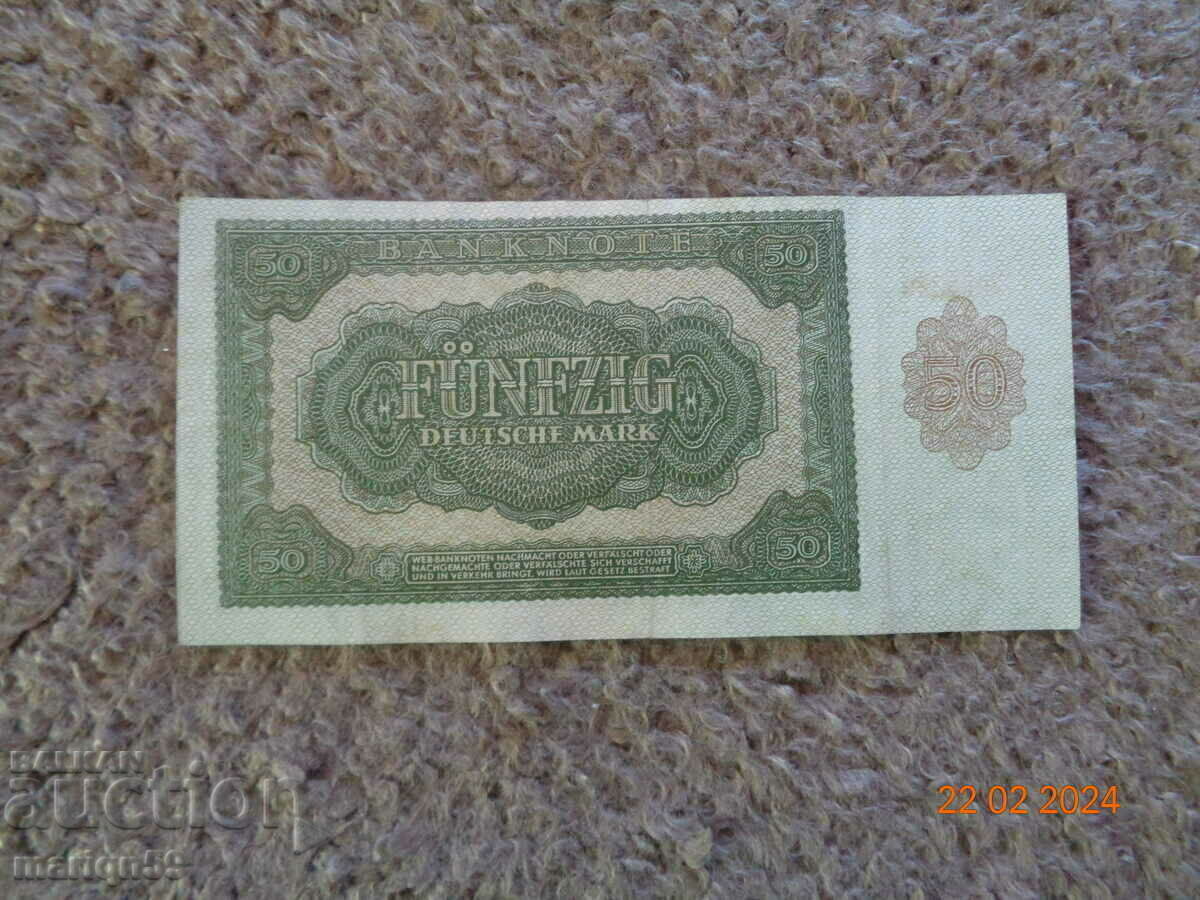 50 BANKNOTE 50
FÜNFZIG
DEUTSCHE MARK
50
50 WER BANKNOTEN NACHMACHT ODER VERFÄLSCHT ODER 50
NACHGEMACHTE ODER VERFÄLSCHTE SICH VERSCHAFFT
UND IN VERKEHR BRINGT, WIRD LAUT GESETZ BESTRAFT
BALKAN
auction
mariqn59
22 02 2024